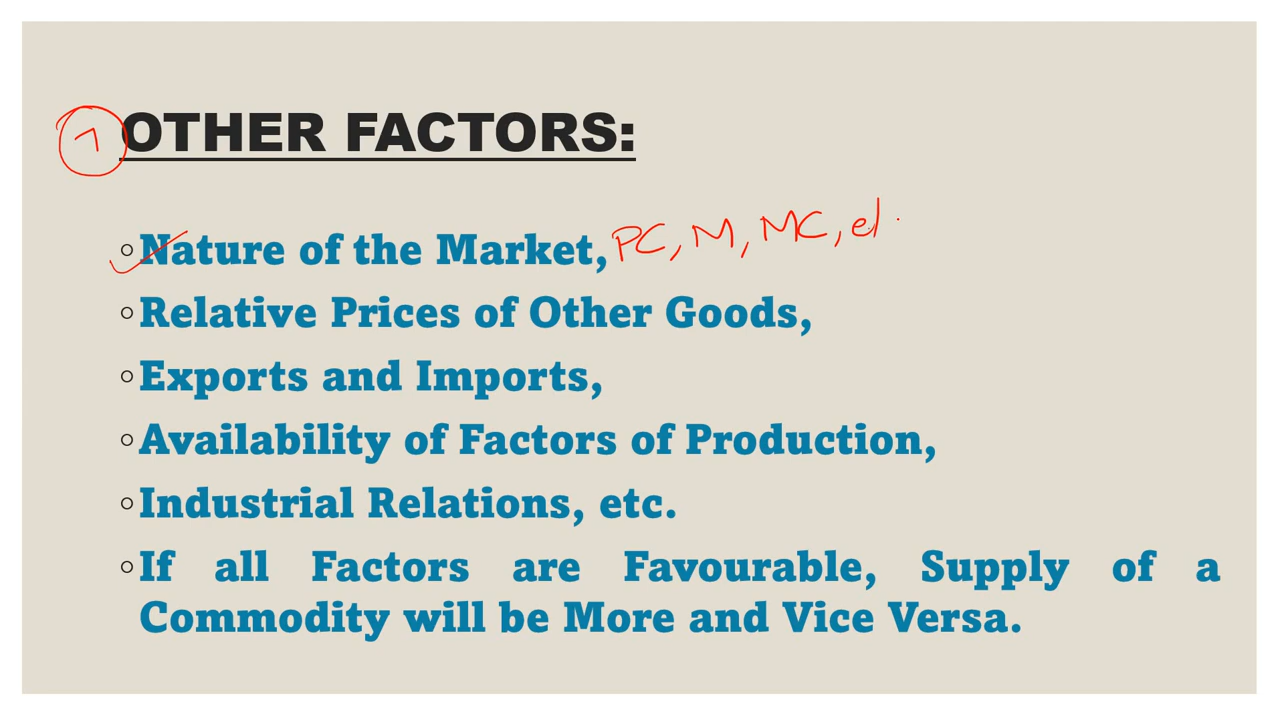 7 OTHER FACTORS:
◦Nature of the Market, PC, M, MC, et.
◦Relative Prices of Other Goods,
◦Exports and Imports,
◦Availability of Factors of Production,
◦Industrial Relations, etc.
◦If all Factors are Favourable, Supply of a
Commodity will be More and Vice Versa.